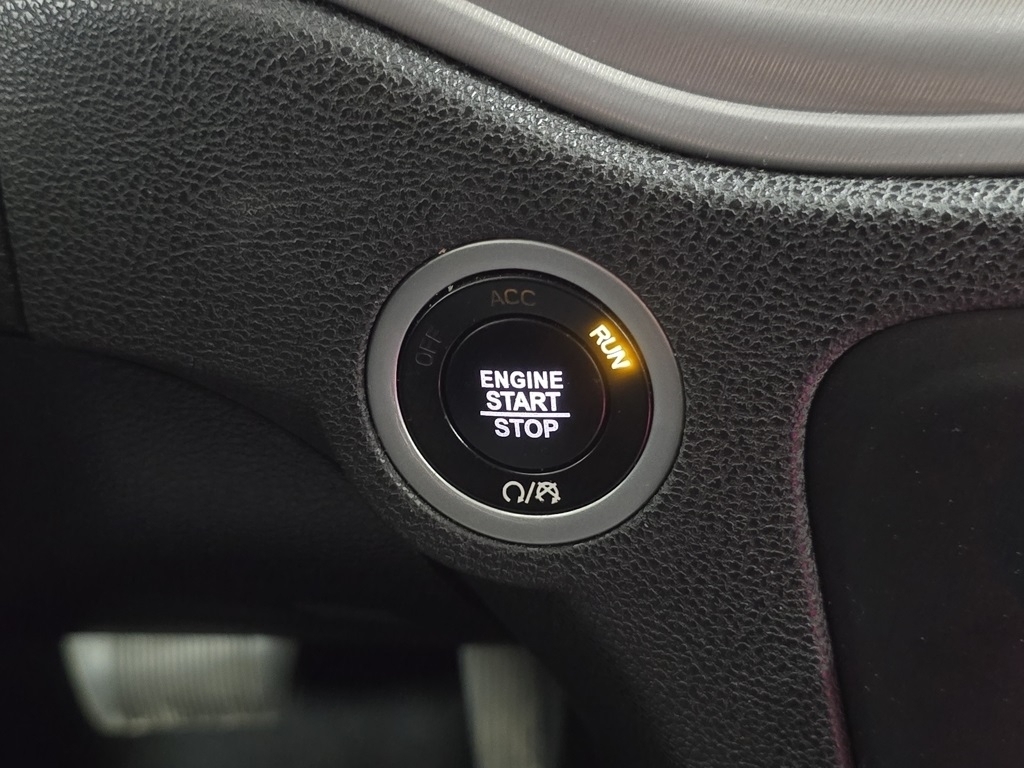 ACC
OFF
RUN
ENGINE
START
STOP